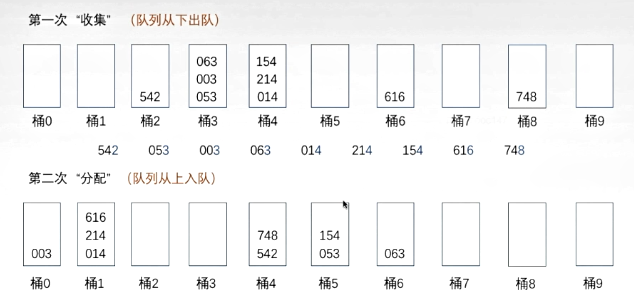 第一次 “收集” （队列从下出队）
063 154
003 214
542 053 014 616 748
桶0 桶1 桶2 桶3 桶4 桶5 桶6 桶7 桶8 桶9
542 053 003 063 014 214 154 616 748
第二次 “分配” （队列从上入队）
616
214 748 154
003 014 542 053 063
桶0 桶1 桶2 桶3 桶4 桶5 桶6 桶7 桶8 桶9